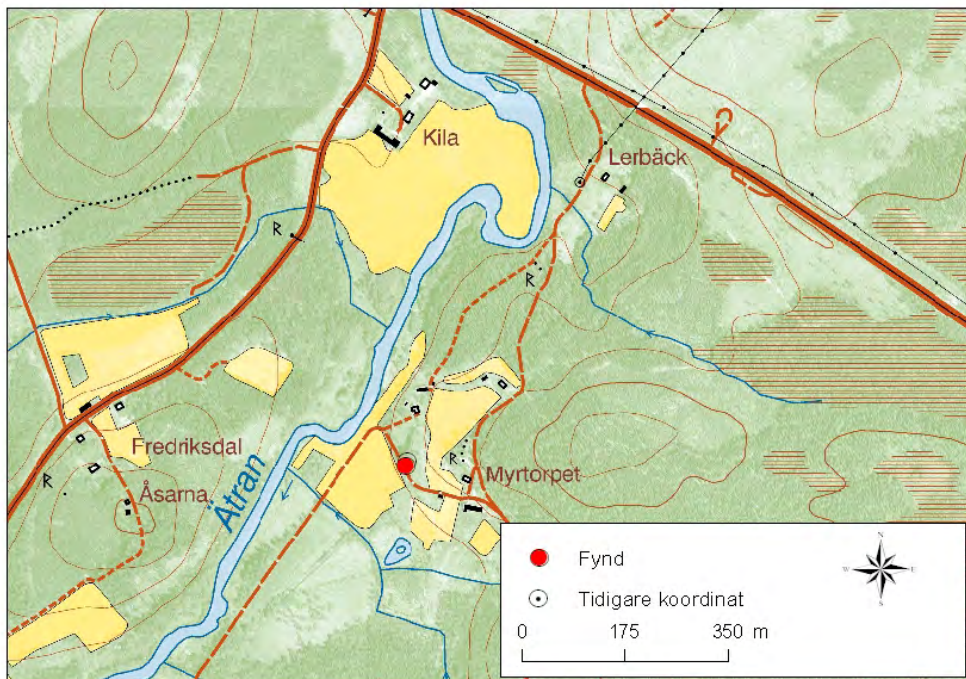 Kila
Lerbäck
R
R
Fredriksdal
R
Åsarna
Ätran
R
Myrtorpet
Fynd
Tidigare koordinat
0 175 350 m
N
W E
S